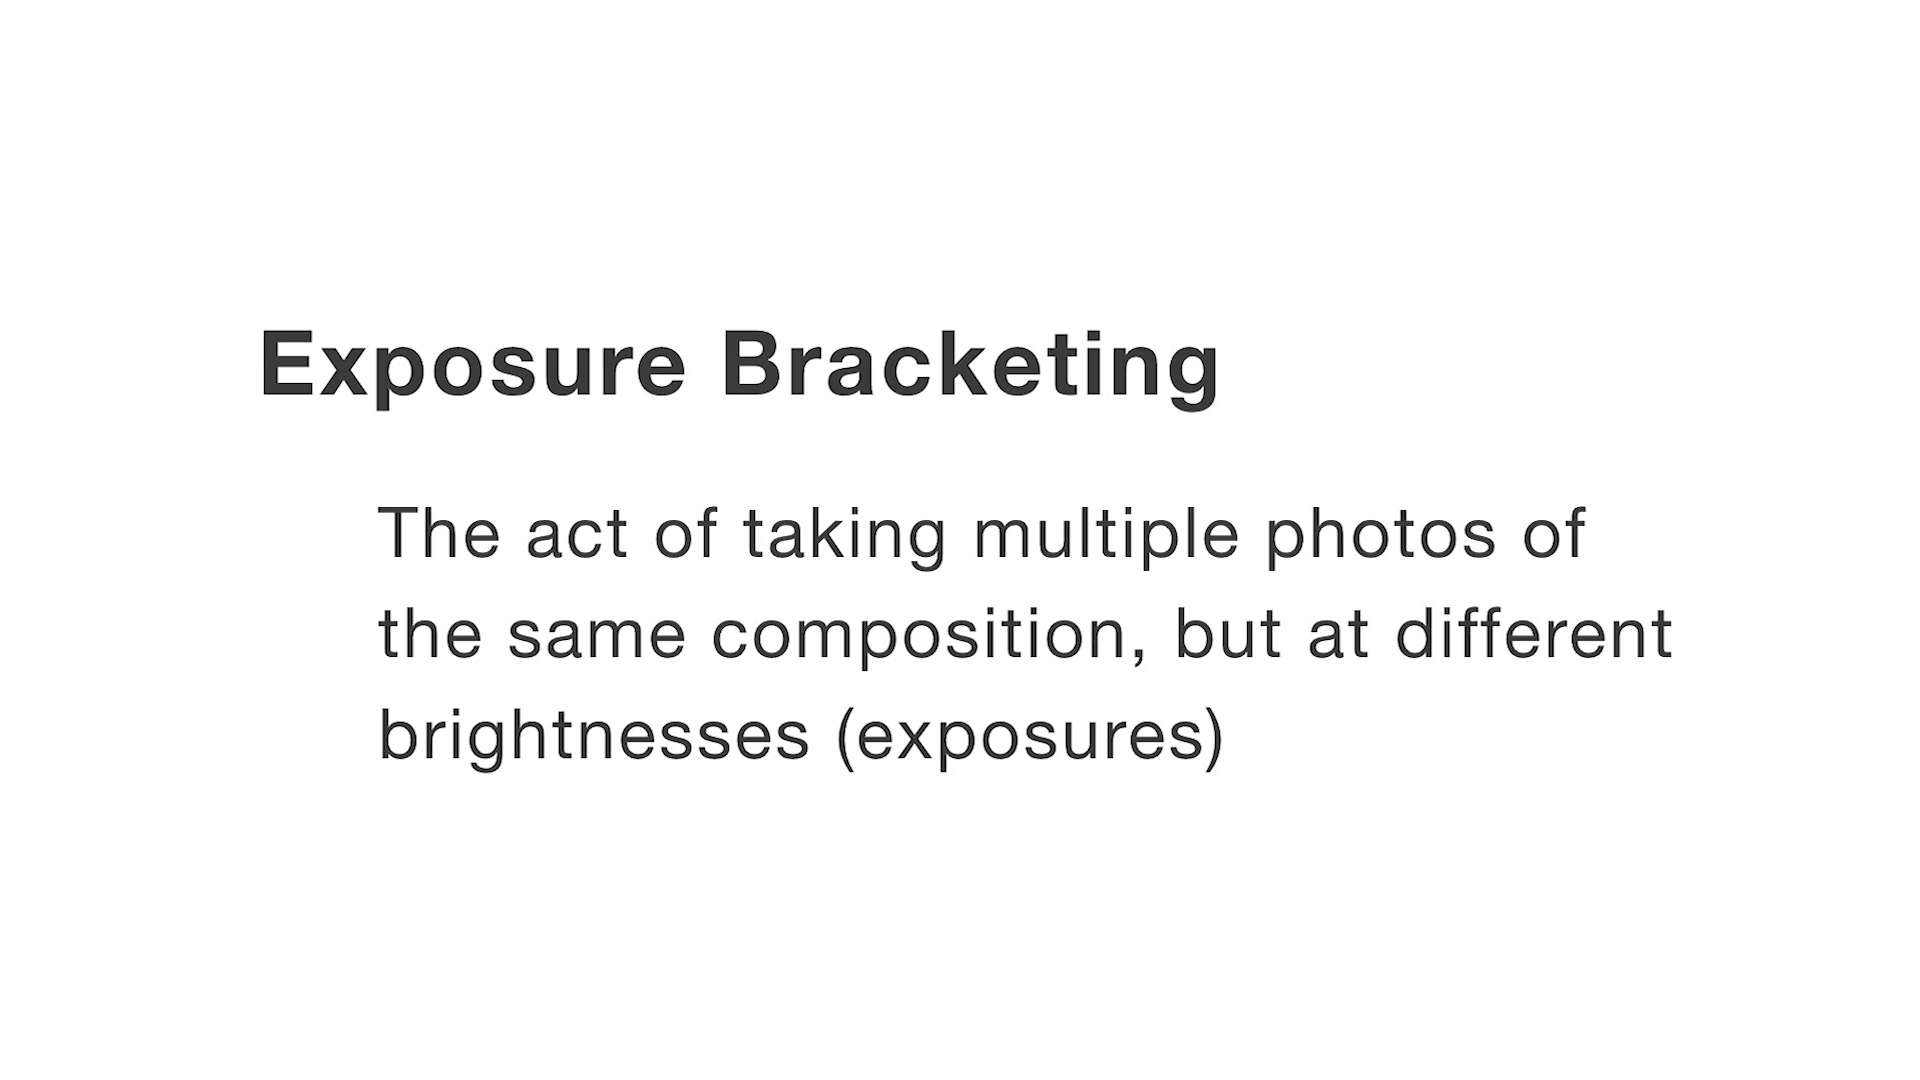 Exposure Bracketing
The act of taking multiple photos of
the same composition, but at different
brightnesses (exposures)